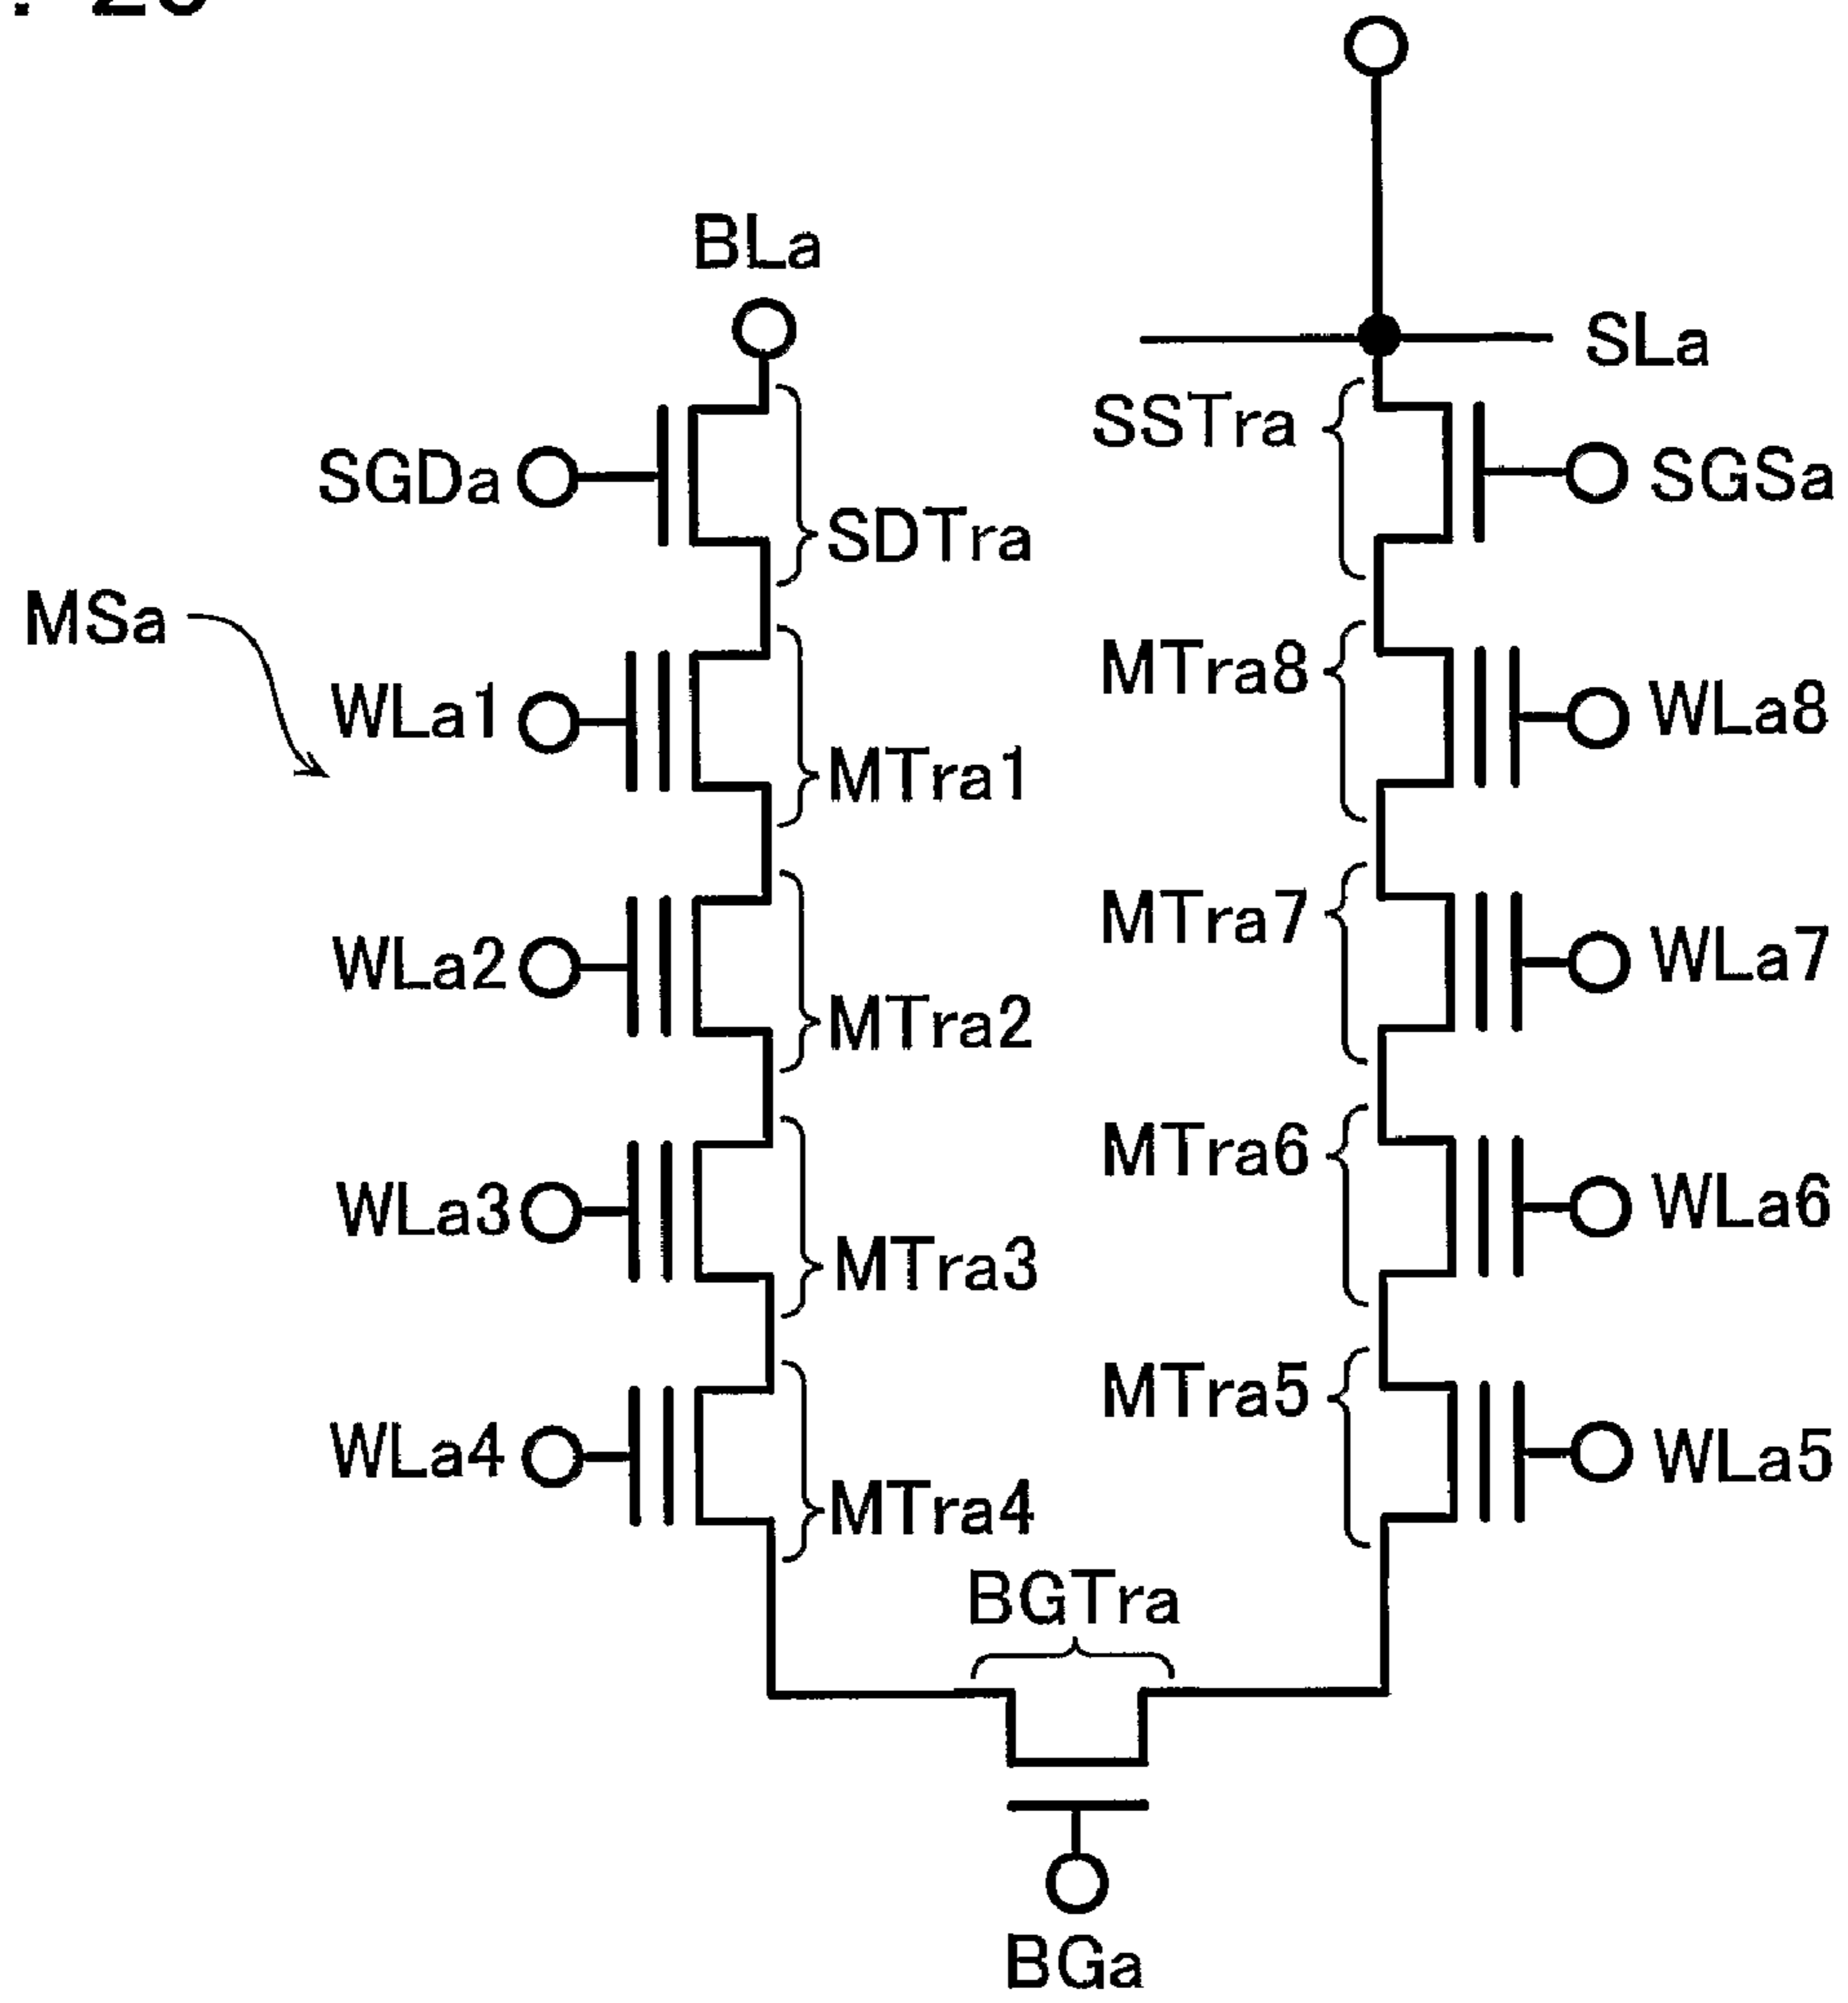 BLa
SLa
SSTra
SGDa
SGSa
SDTra
MSa
MTra8
WLa1
WLa8
MTra1
MTra7
WLa2
WLa7
MTra2
MTra6
WLa3
WLa6
MTra3
MTra5
WLa4
WLa5
MTra4
BGTra
BGa